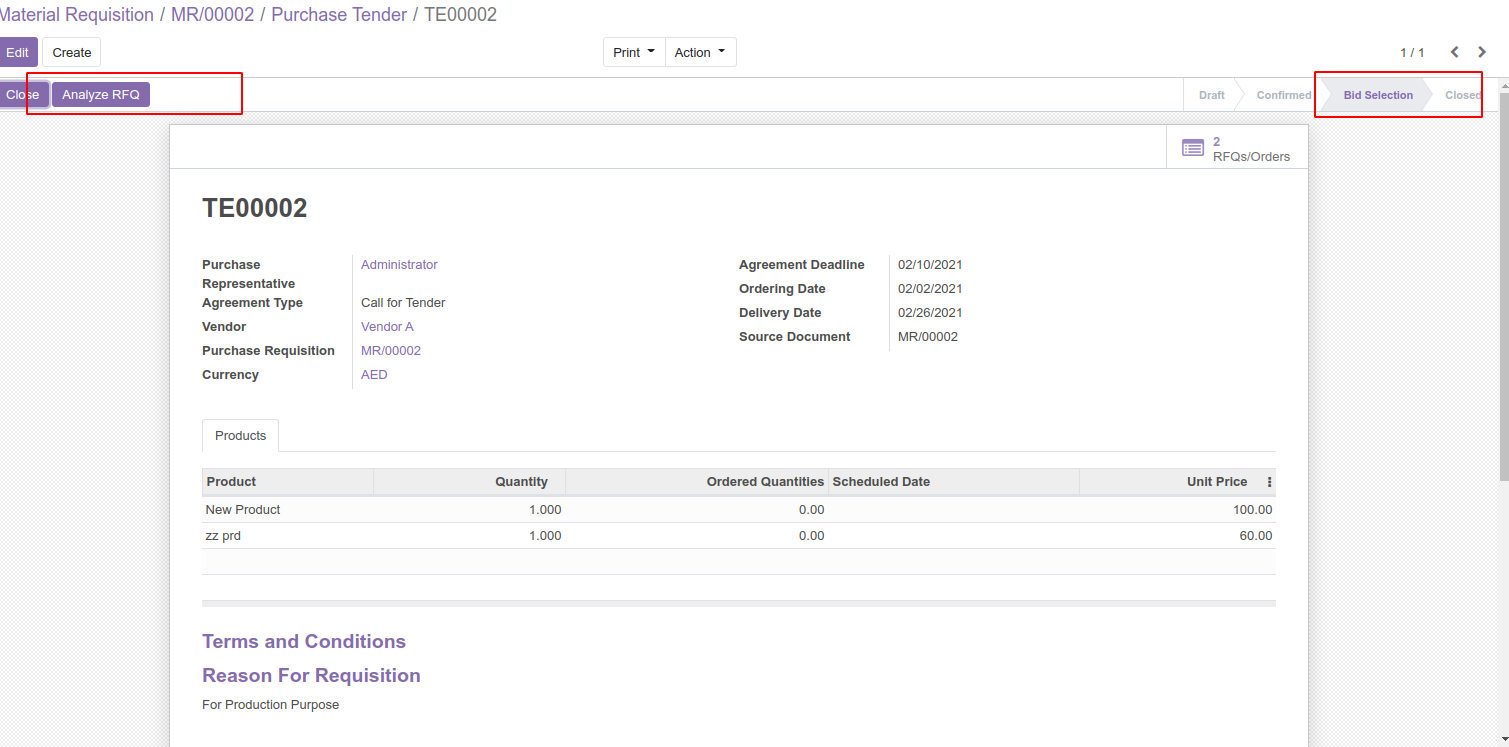 Material Requisition / MR/00002 / Purchase Tender / TE00002
Edit Create Print Action 1 / 1
Close Analyze RFQ Draft Confirmed Bid Selection Closed
2
RFQs/Orders
TE00002
Purchase Representative Administrator
Agreement Type Call for Tender
Vendor Vendor A
Purchase Requisition MR/00002
Currency AED
Agreement Deadline 02/10/2021
Ordering Date 02/02/2021
Delivery Date 02/26/2021
Source Document MR/00002
Products
Product Quantity Ordered Quantities Scheduled Date Unit Price
New Product 1.000 0.00 100.00
zz prd 1.000 0.00 60.00
Terms and Conditions
Reason For Requisition
For Production Purpose